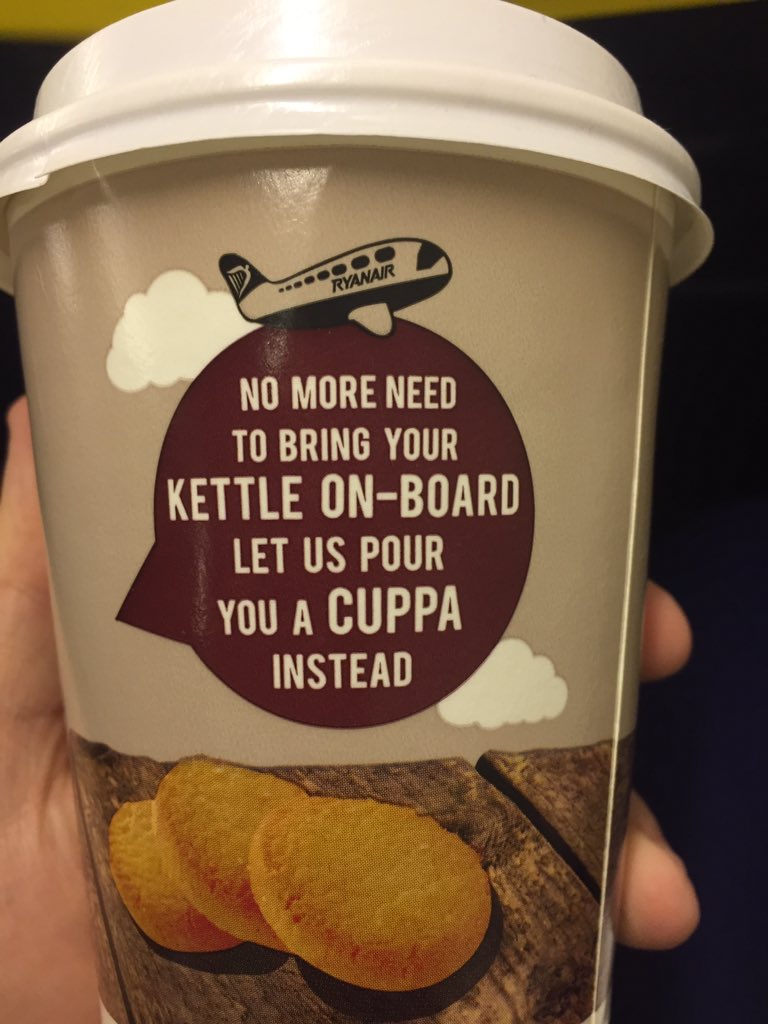 RYANAIR
NO MORE NEED
TO BRING YOUR
KETTLE ON-BOARD
LET US POUR
YOU A CUPPA
INSTEAD